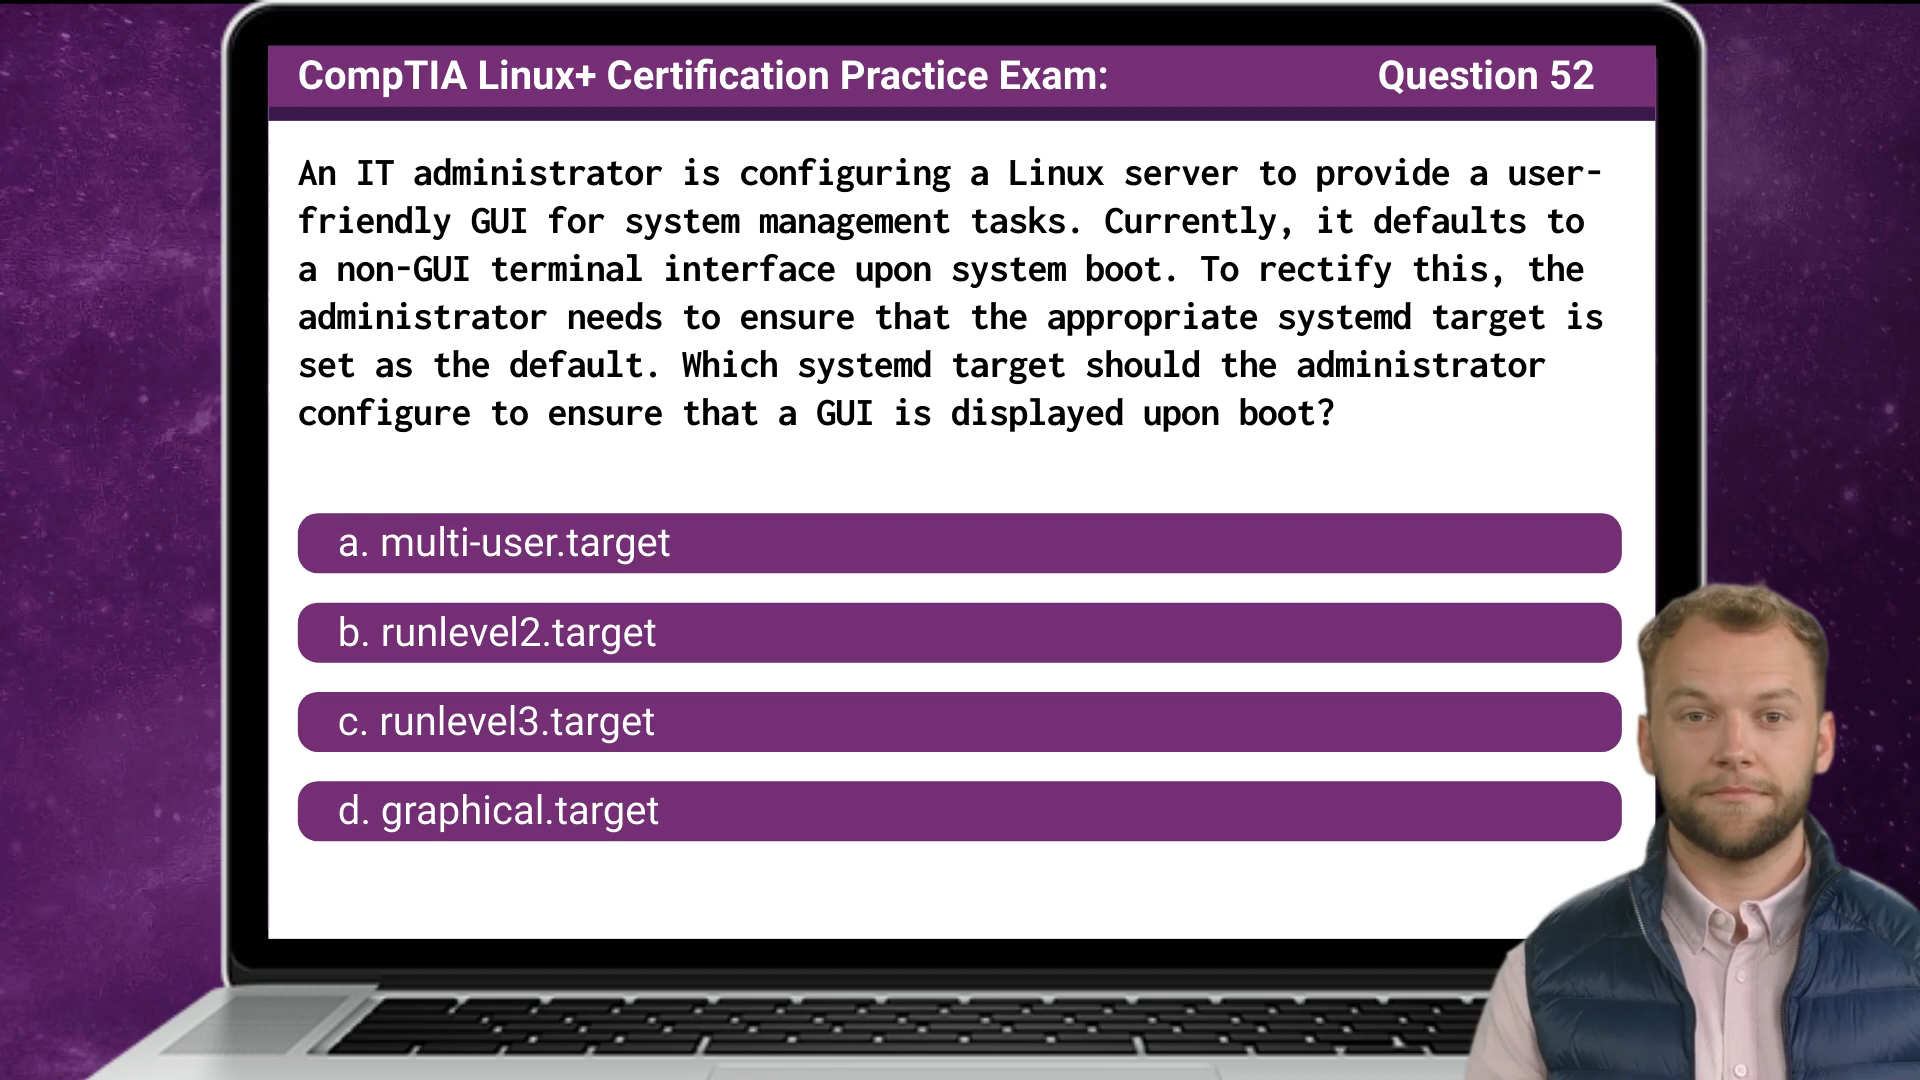 CompTIA Linux+ Certification Practice Exam: Question 52
An IT administrator is configuring a Linux server to provide a user-
friendly GUI for system management tasks. Currently, it defaults to
a non-GUI terminal interface upon system boot. To rectify this, the
administrator needs to ensure that the appropriate systemd target is
set as the default. Which systemd target should the administrator
configure to ensure that a GUI is displayed upon boot?
a. multi-user.target
b. runlevel2.target
c. runlevel3.target
d. graphical.target